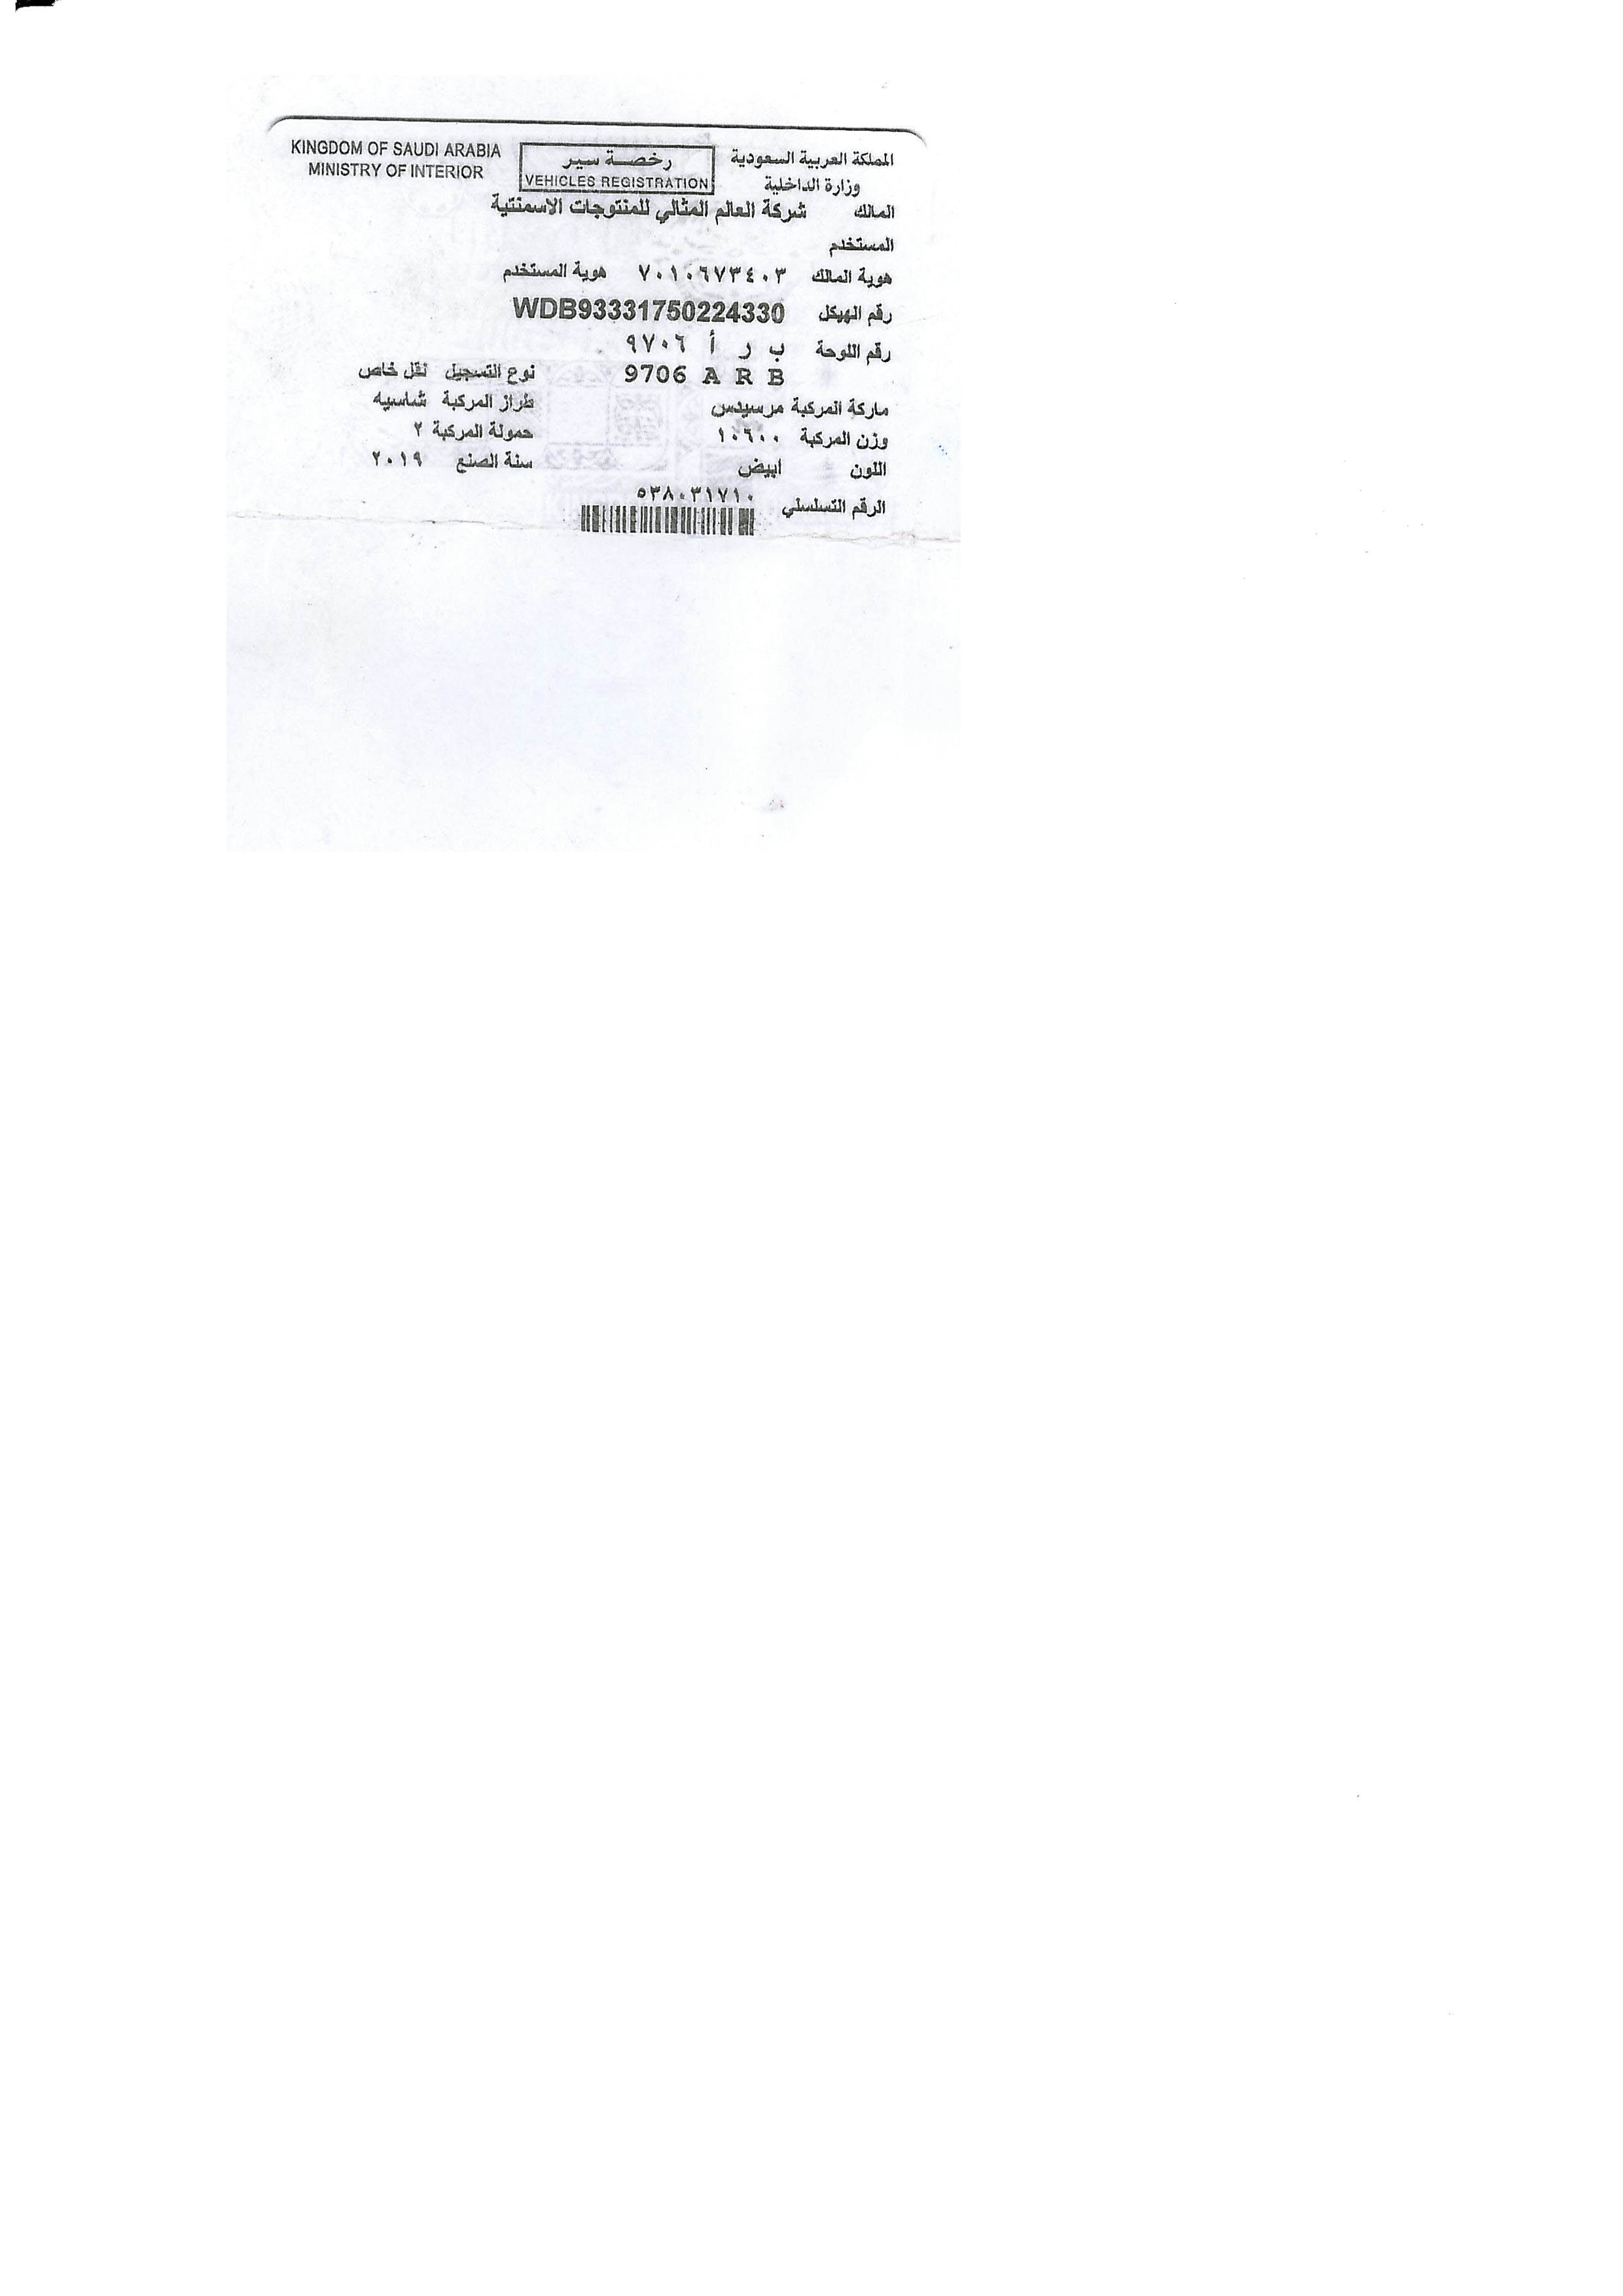 KINGDOM OF SAUDI ARABIA
MINISTRY OF INTERIOR
رخصة سير
VEHICLES REGISTRATION
المملكة العربية السعودية
وزارة الداخلية
المالك شركة العالم المثالي للمنتوجات الاسمنتية
المستخدم
هوية المالك ٧٠١٠٦٧٣٤٠٣ هوية المستخدم
رقم الهيكل WDB93331750224330
رقم اللوحة ب ر أ ٩٧٠٦
9706 A R B
نوع التسجيل نقل خاص
ماركة المركبة مرسيدس طراز المركبة شاسيه
وزن المركبة ١٠٦٠٠ حمولة المركبة ٢
اللون ابيض سنة الصنع ٢٠١٩
الرقم التسلسلي ٥٣٨٠٣١٧١٠